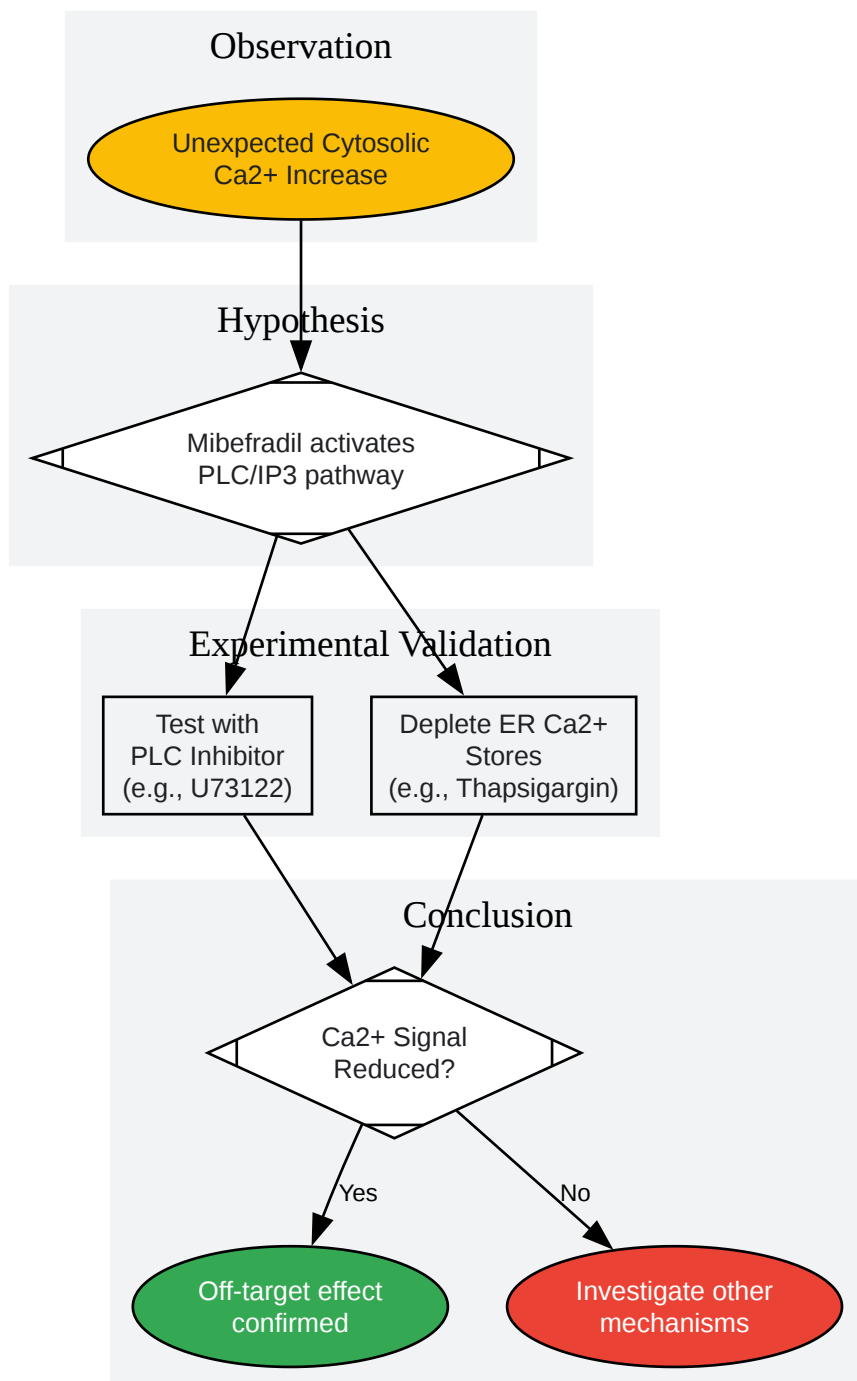 Observation
Unexpected Cytosolic
Ca2+ Increase
Hypothesis
Mibefradil activates
PLC/IP3 pathway
Experimental Validation
Test with
PLC Inhibitor
(e.g., U73122)
Deplete ER Ca2+
Stores
(e.g., Thapsigargin)
Conclusion
Ca2+ Signal
Reduced?
Yes
No
Off-target effect
confirmed
Investigate other
mechanisms